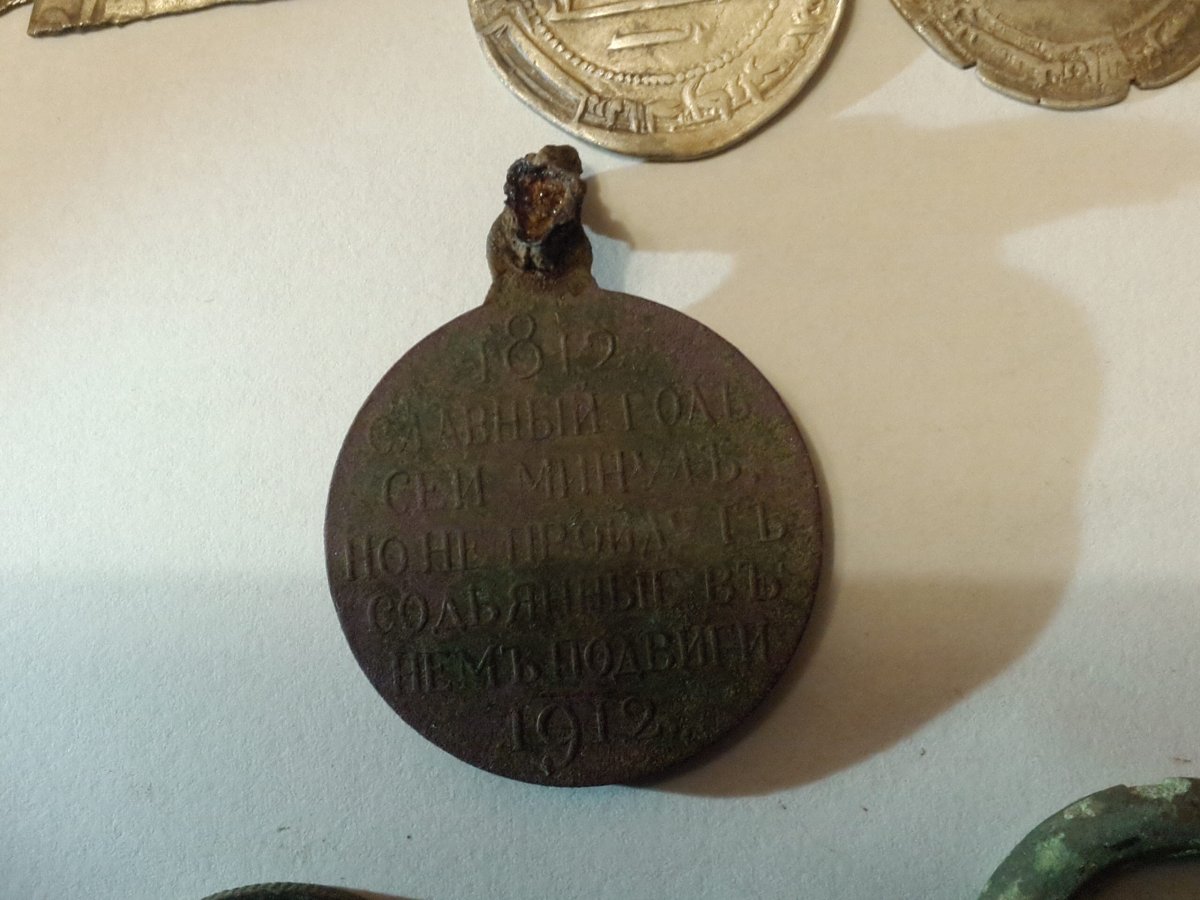 1812
СЛАВНЫЙ ГОДЪ
СЕЙ МИНУЛЪ,
НО НЕ ПРОЙДУТЪ
СОДѢЯННЫЕ ВЪ
НЕМЪ ПОДВИГИ
1912